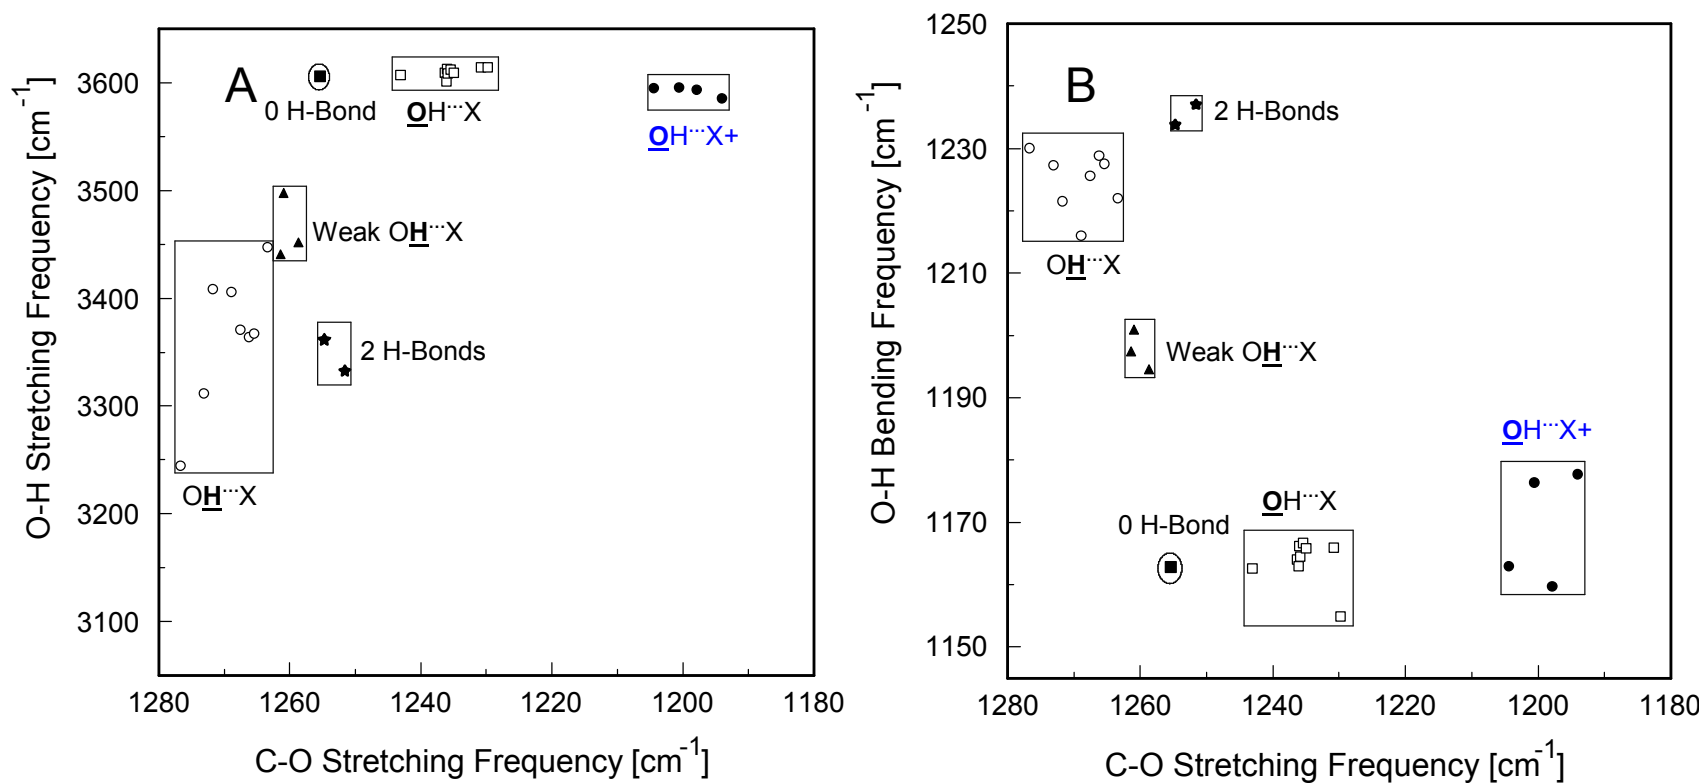 A
O-H Stretching Frequency [cm-1]
3600
3500
3400
3300
3200
3100
0 H-Bond
OH···X
OH···X+
Weak OH···X
2 H-Bonds
OH···X
1280 1260 1240 1220 1200 1180
C-O Stretching Frequency [cm-1]
B
O-H Bending Frequency [cm-1]
1250
1230
1210
1190
1170
1150
2 H-Bonds
OH···X
Weak OH···X
OH···X+
OH···X
0 H-Bond
1280 1260 1240 1220 1200 1180
C-O Stretching Frequency [cm-1]